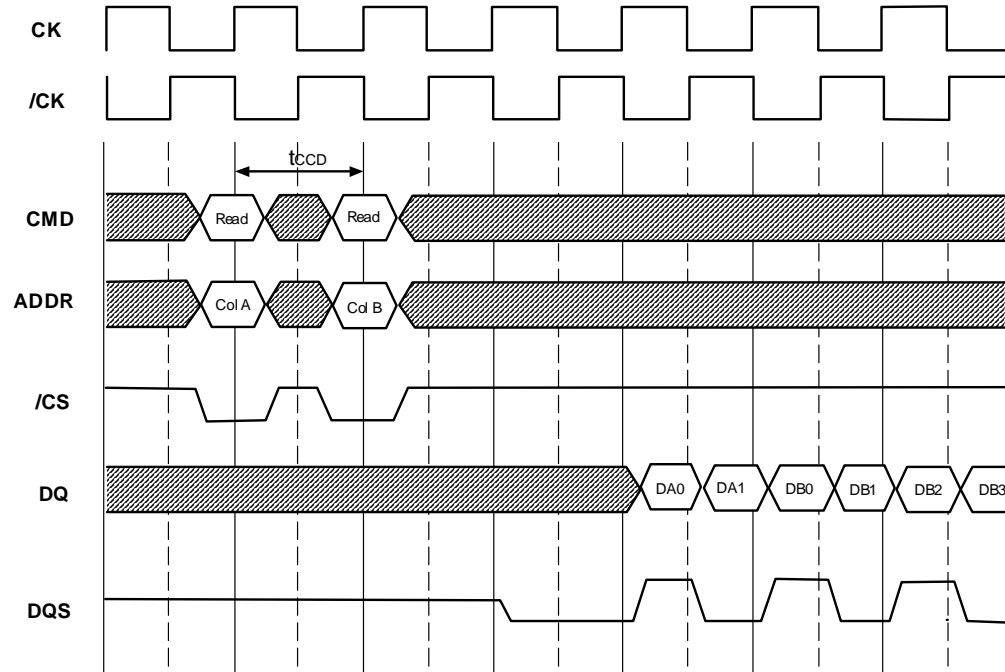 CK
/CK
tCCD
CMD Read Read
ADDR Col A Col B
/CS
DQ DA0 DA1 DB0 DB1 DB2 DB3
DQS